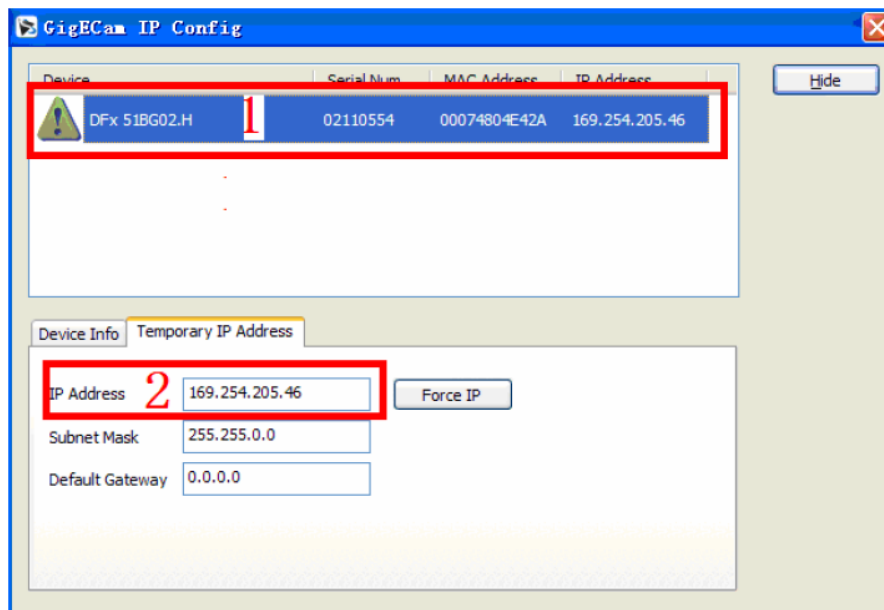 GigECam IP Config
Device Serial Num MAC Address IP Address
Hide
DFx 51BG02.H 1 02110554 00074804E42A 169.254.205.46
Device Info Temporary IP Address
IP Address 2 169.254.205.46 Force IP
Subnet Mask 255.255.0.0
Default Gateway 0.0.0.0